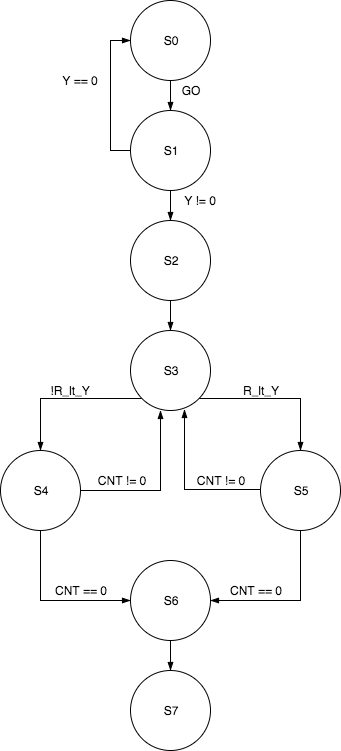 S0
Y == 0
GO
S1
Y != 0
S2
S3
!R_lt_Y
R_lt_Y
CNT != 0
CNT != 0
S4
S5
CNT == 0
CNT == 0
S6
S7